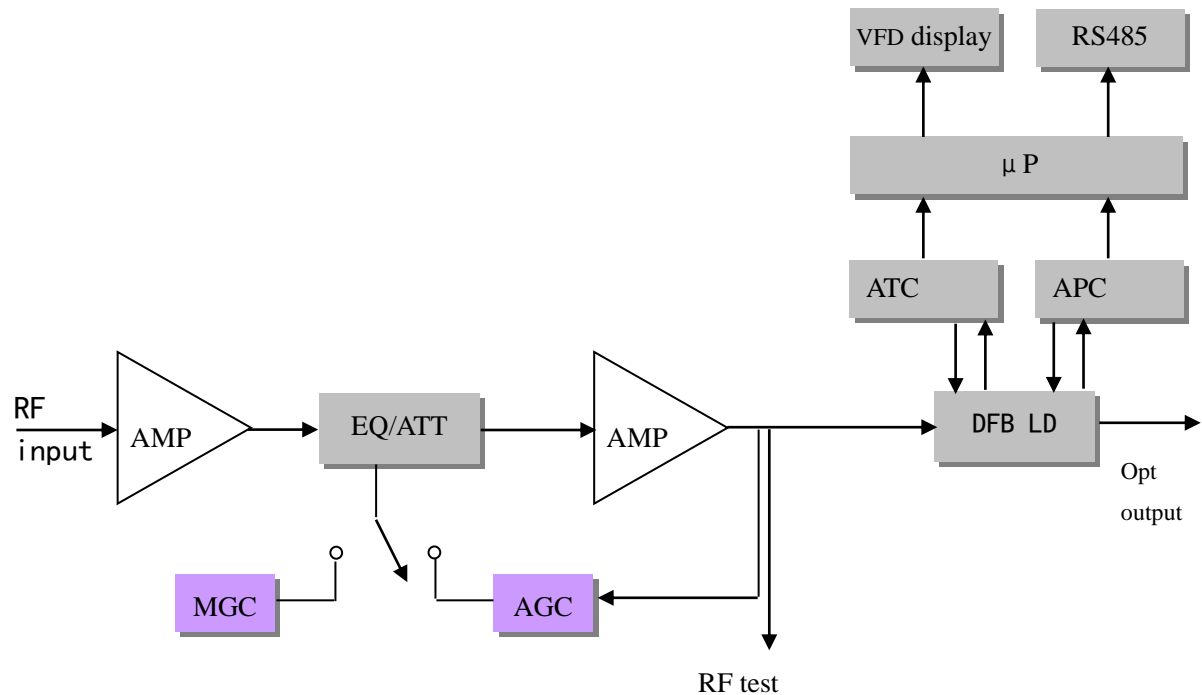 VFD display
RS485
μP
ATC
APC
RF
input
AMP
EQ/ATT
AMP
DFB LD
Opt
output
MGC
AGC
RF test